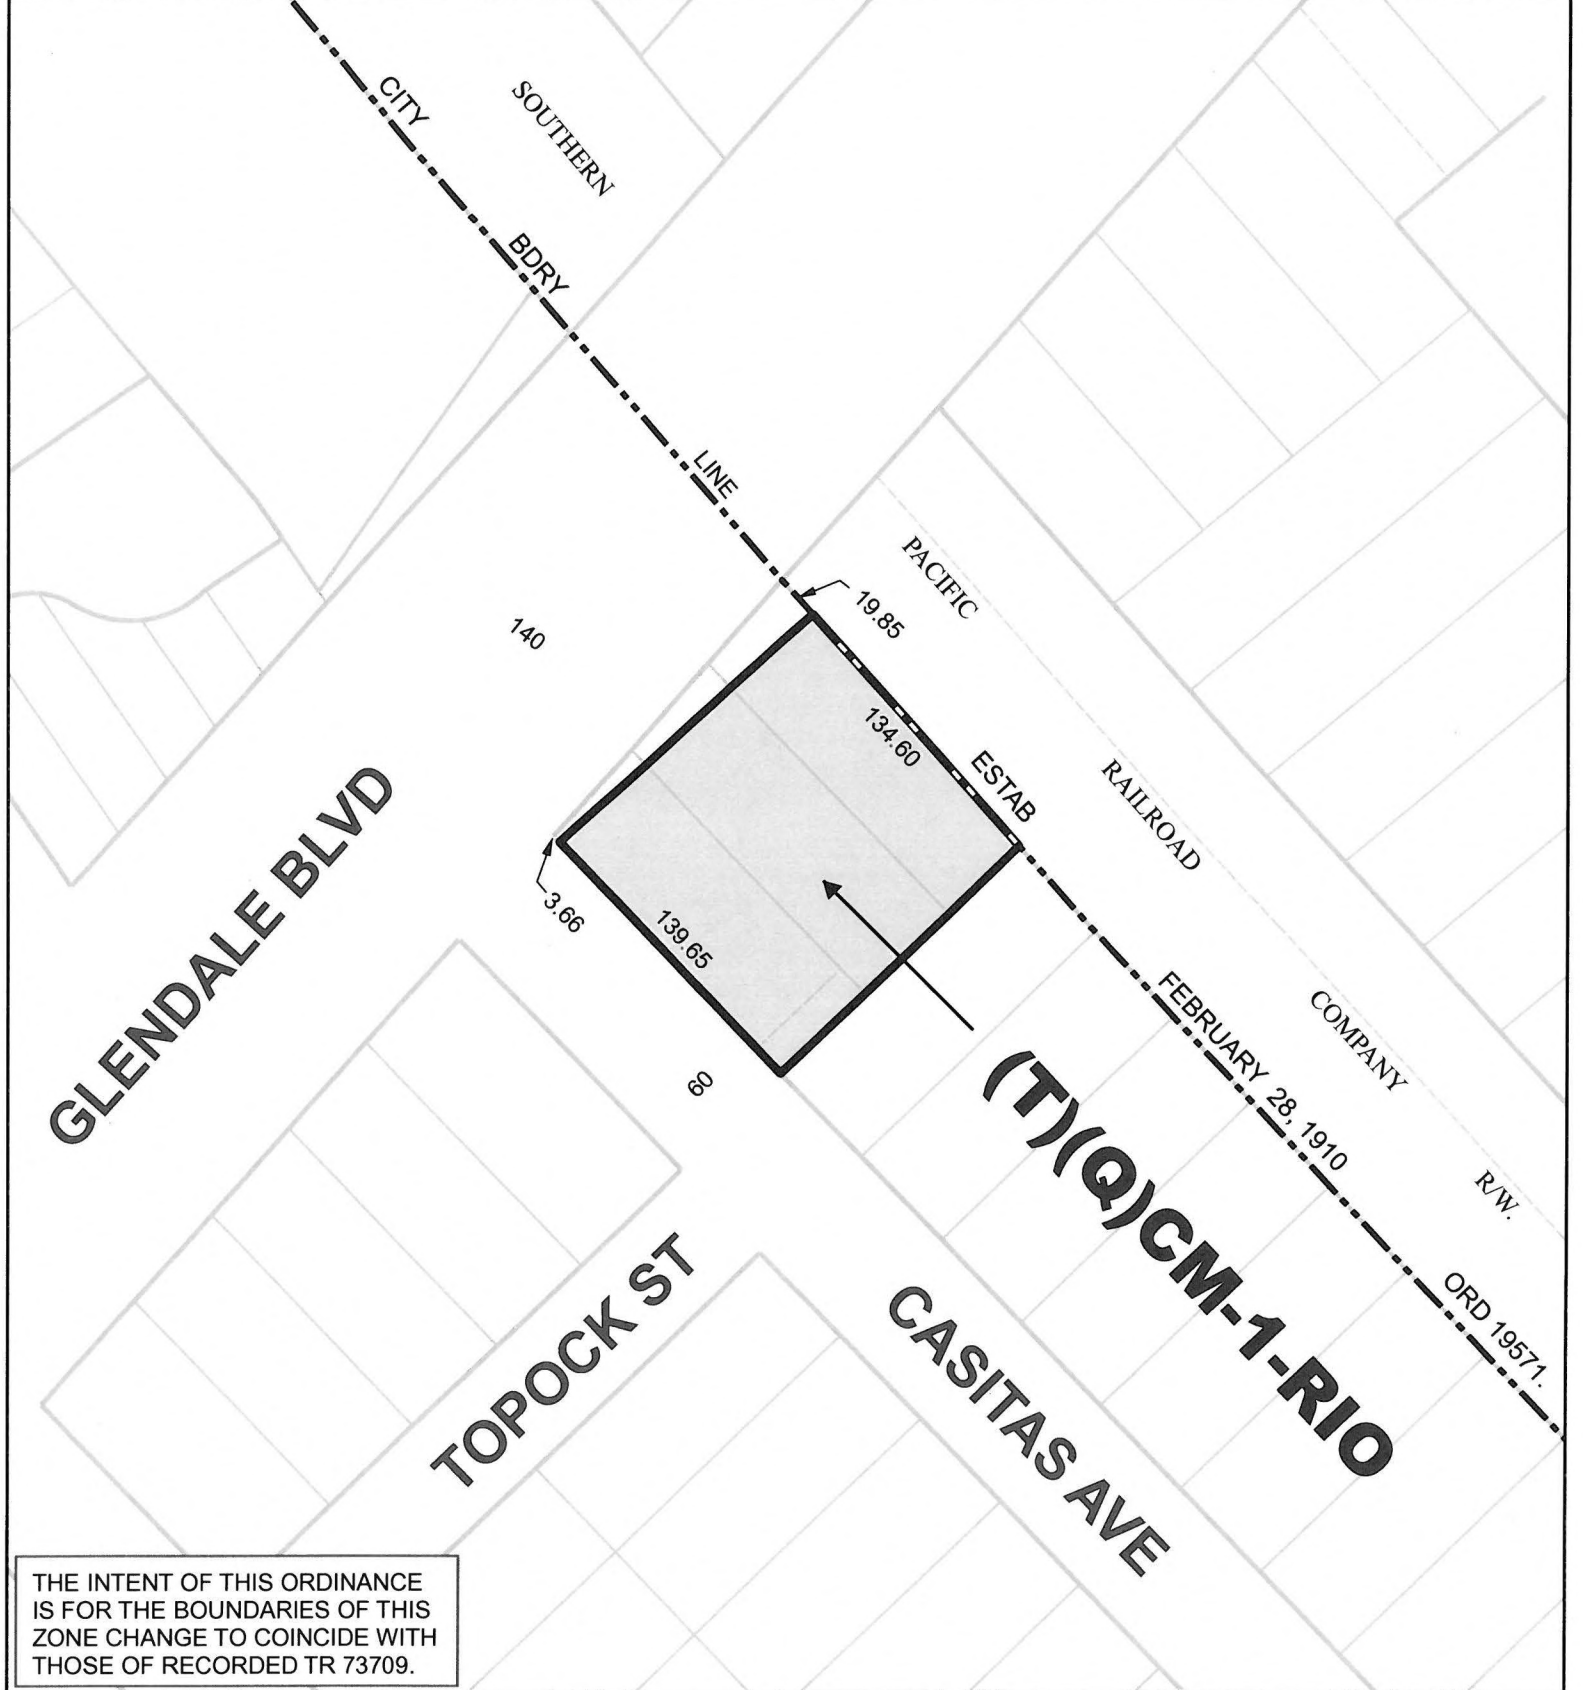 CITY
SOUTHERN
BDRY
LINE
PACIFIC
19.85
140
134.60
ESTAB
RAILROAD
GLENDALE BLVD
3.66
139.65
FEBRUARY 28, 1910
COMPANY
60
(T)(Q)CM-1-RIO
R/W.
TOPOCK ST
CASITAS AVE
ORD 19571.
THE INTENT OF THIS ORDINANCE
IS FOR THE BOUNDARIES OF THIS
ZONE CHANGE TO COINCIDE WITH
THOSE OF RECORDED TR 73709.